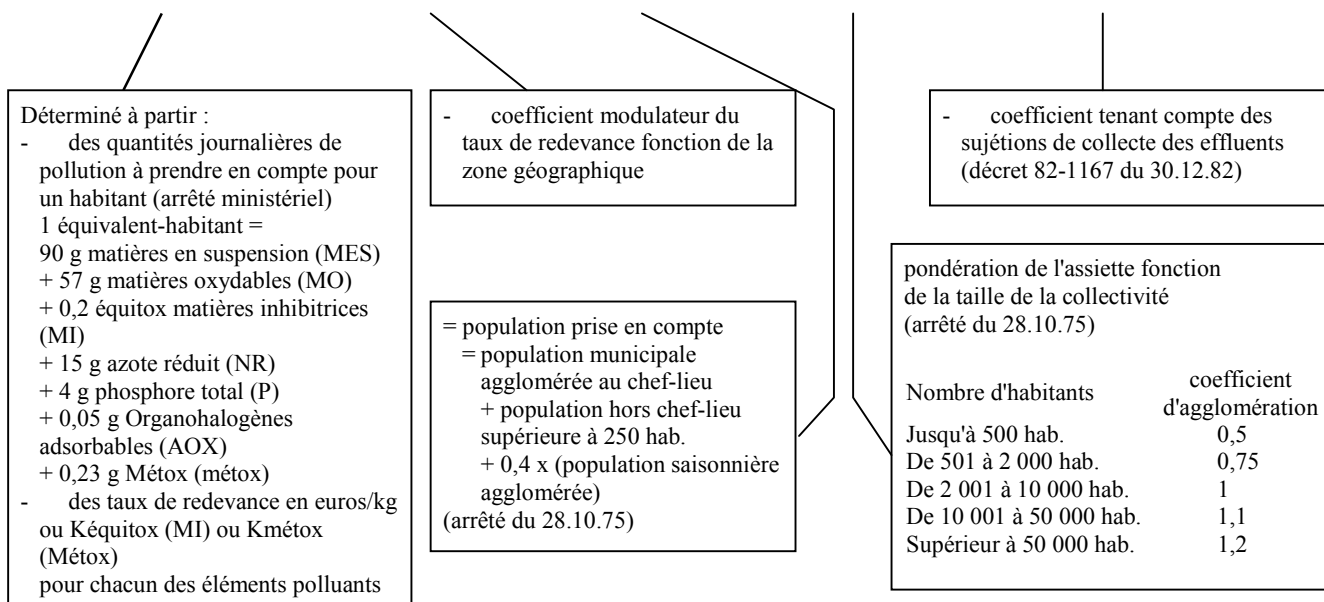 Déterminé à partir :
- des quantités journalières de
pollution à prendre en compte pour
un habitant (arrêté ministériel)
1 équivalent-habitant =
90 g matières en suspension (MES)
+ 57 g matières oxydables (MO)
+ 0,2 équitox matières inhibitrices
(MI)
+ 15 g azote réduit (NR)
+ 4 g phosphore total (P)
+ 0,05 g Organohalogènes
adsorbables (AOX)
+ 0,23 g Métox (métox)
- des taux de redevance en euros/kg
ou Kéquitox (MI) ou Kmétox
(Métox)
pour chacun des éléments polluants
- coefficient modulateur du
taux de redevance fonction de la
zone géographique
= population prise en compte
= population municipale
agglomérée au chef-lieu
+ population hors chef-lieu
supérieure à 250 hab.
+ 0,4 x (population saisonnière
agglomérée)
(arrêté du 28.10.75)
- coefficient tenant compte des
sujétions de collecte des effluents
(décret 82-1167 du 30.12.82)
pondération de l'assiette fonction
de la taille de la collectivité
(arrêté du 28.10.75)
Nombre d'habitants coefficient
d'agglomération
Jusqu'à 500 hab. 0,5
De 501 à 2 000 hab. 0,75
De 2 001 à 10 000 hab. 1
De 10 001 à 50 000 hab. 1,1
Supérieur à 50 000 hab. 1,2